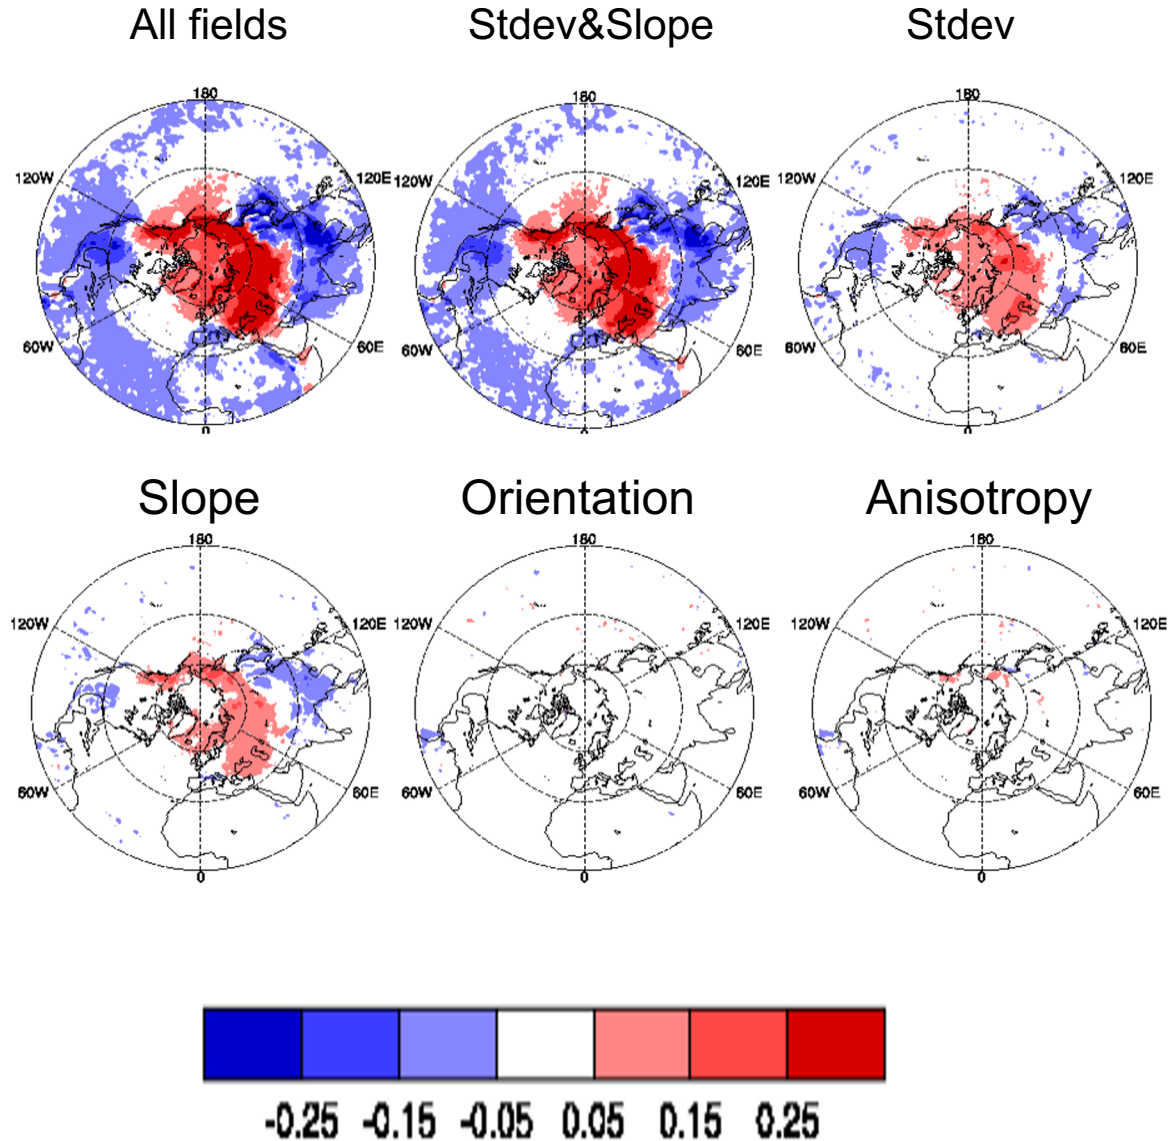 All fields Stdev&Slope Stdev
180 180 180
120W 120E 120W 120E 120W 120E
60W 60E 60W 60E 60W 60E
0 0 0
Slope Orientation Anisotropy
180 180 180
120W 120E 120W 120E 120W 120E
60W 60E 60W 60E 60W 60E
0 0 0
-0.25 -0.15 -0.05 0.05 0.15 0.25